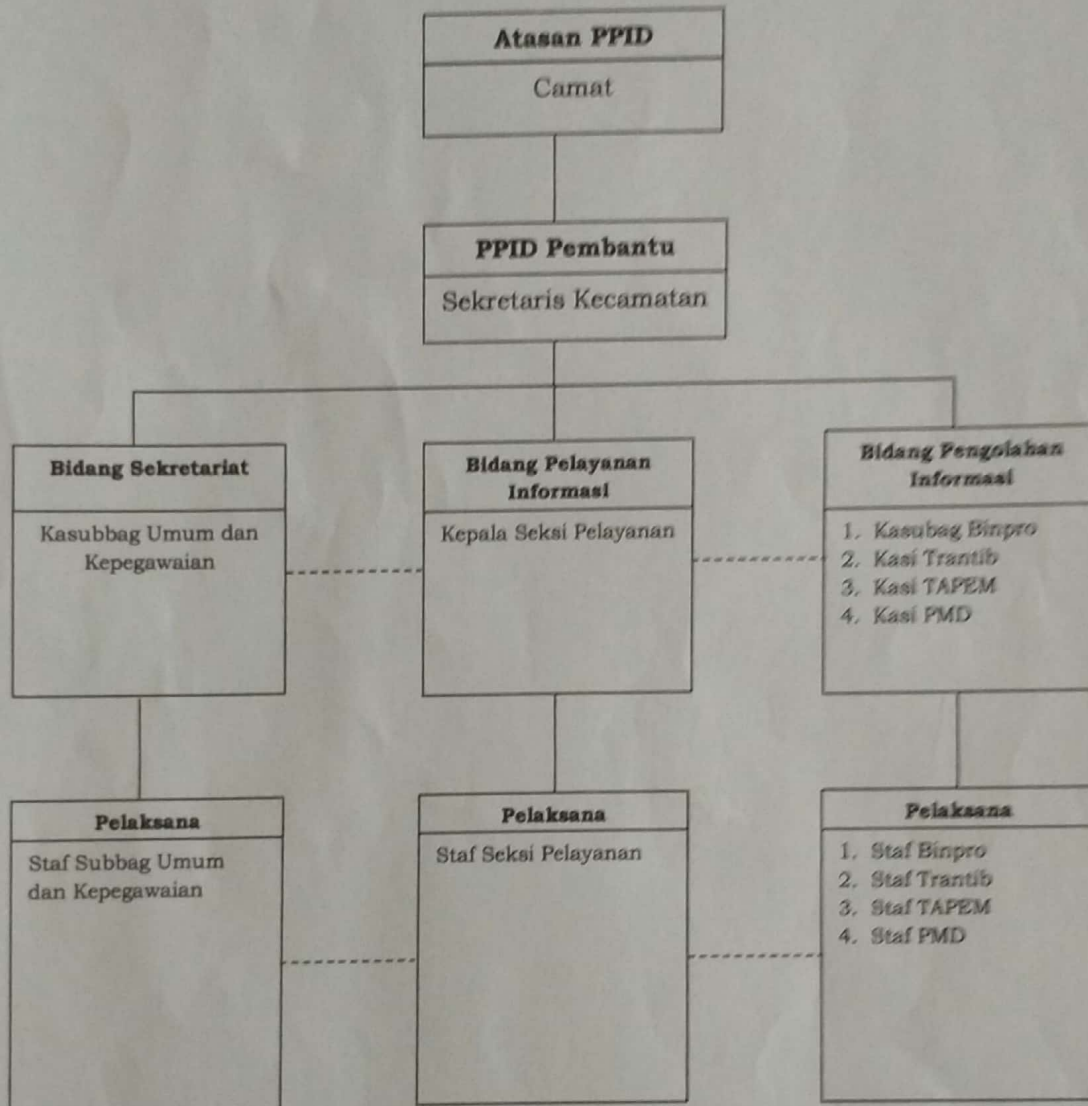 Atasan PPID
Camat
PPID Pembantu
Sekretaris Kecamatan
Bidang Sekretariat
Kasubbag Umum dan
Kepegawaian
Bidang Pelayanan
Informasi
Kepala Seksi Pelayanan
Bidang Pengolahan
Informasi
1. Kasubag Binpro
2. Kasi Trantib
3. Kasi TAPEM
4. Kasi PMD
Pelaksana
Staf Subbag Umum
dan Kepegawaian
Pelaksana
Staf Seksi Pelayanan
Pelaksana
1. Staf Binpro
2. Staf Trantib
3. Staf TAPEM
4. Staf PMD